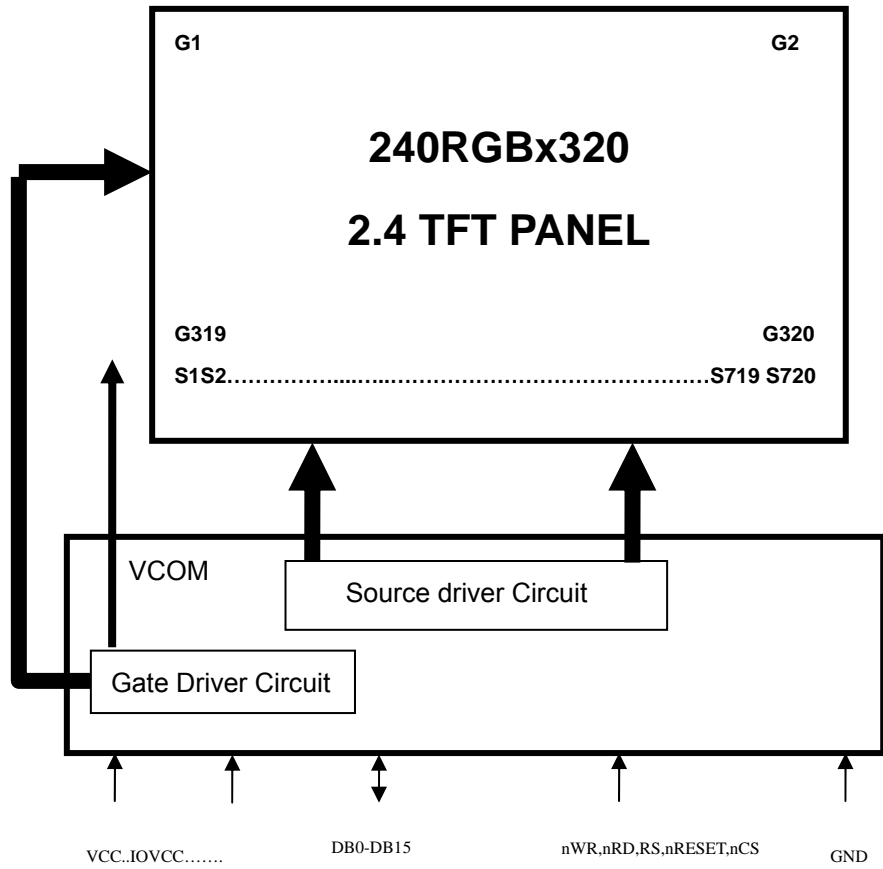 G1 G2
240RGBx320
2.4 TFT PANEL
G319 G320
S1S2..............................................................S719 S720
VCOM
Source driver Circuit
Gate Driver Circuit
VCC..IOVCC....... DB0-DB15 nWR,nRD,RS,nRESET,nCS GND